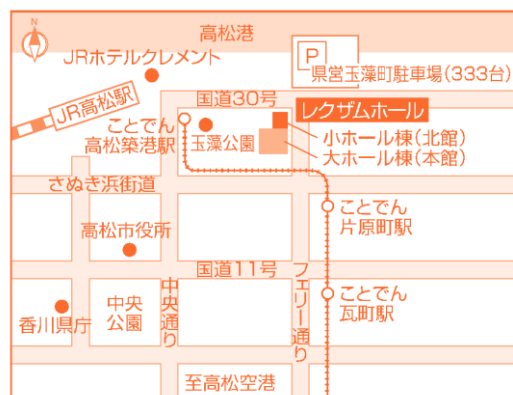 高松港
N
JRホテルクレメント
P
県営玉藻町駐車場(333台)
JR高松駅
国道30号
レクザムホール
ことでん
高松築港駅
玉藻公園
小ホール棟(北館)
大ホール棟(本館)
さぬき浜街道
ことでん
片原町駅
高松市役所
国道11号
中央通り
フェリー通り
ことでん
瓦町駅
香川県庁
中央
公園
至高松空港